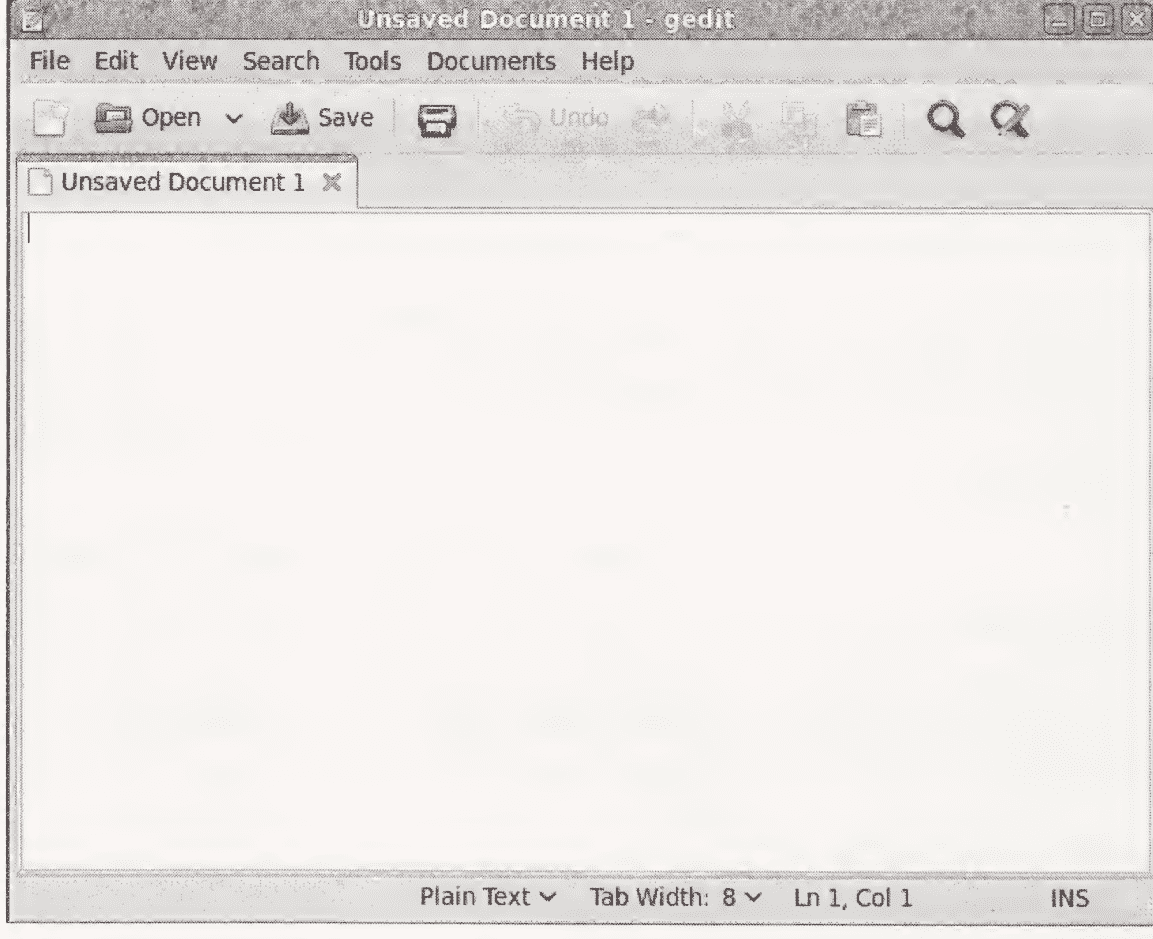 Unsaved Document 1 - gedit
File Edit View Search Tools Documents Help
Open Save Undo
Unsaved Document 1
Plain Text Tab Width: 8 Ln 1, Col 1 INS